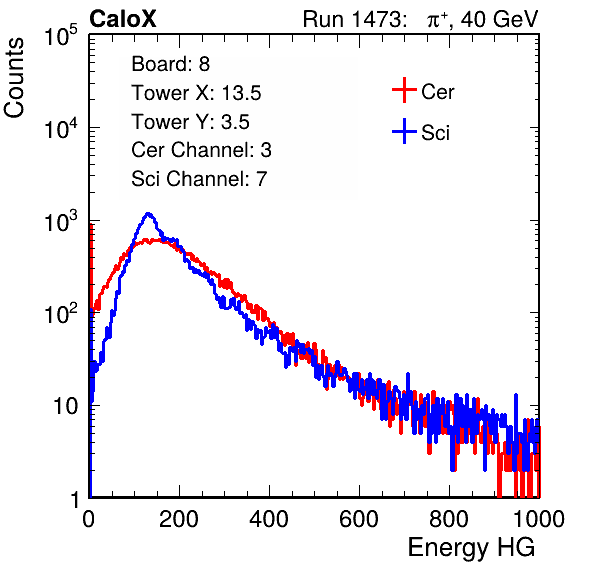 CaloX Run 1473: π⁺, 40 GeV
Counts
10⁵
10⁴
10³
10²
10
1
Board: 8
Tower X: 13.5
Tower Y: 3.5
Cer Channel: 3
Sci Channel: 7
Cer
Sci
0 200 400 600 800 1000
Energy HG